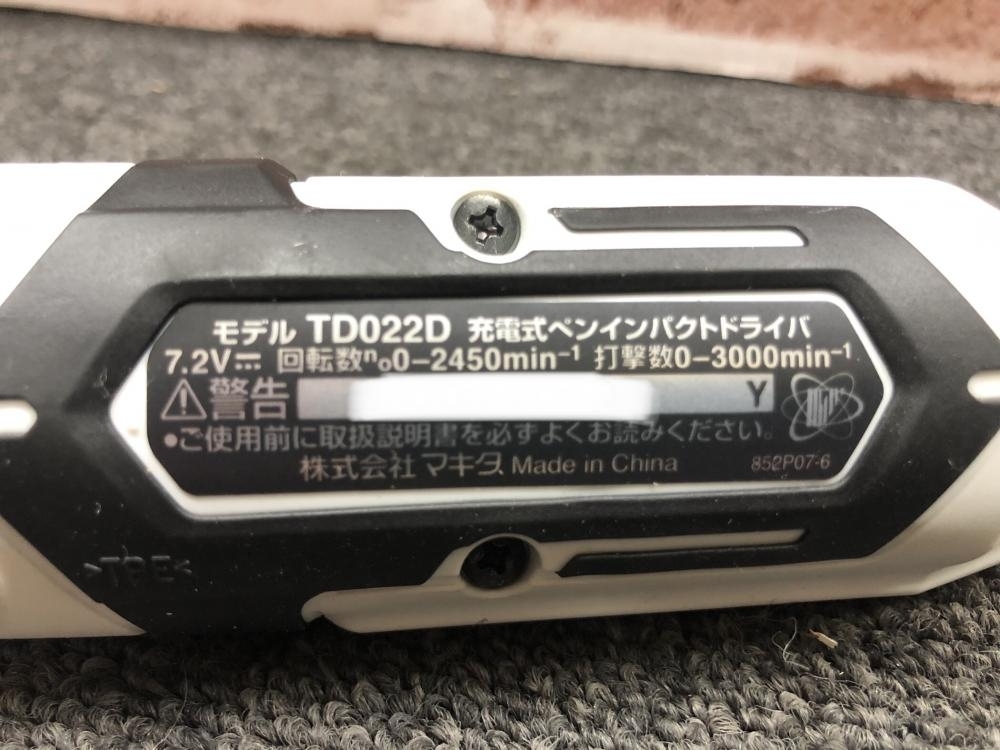 モデル TD022D 充電式ペンインパクトドライバ
7.2V⎓ 回転数n₀0-2450min⁻¹ 打撃数0-3000min⁻¹
警告 Y
•ご使用前に取扱説明書を必ずよくお読みください。
株式会社マキタ Made in China 852P07-6
>TPE<